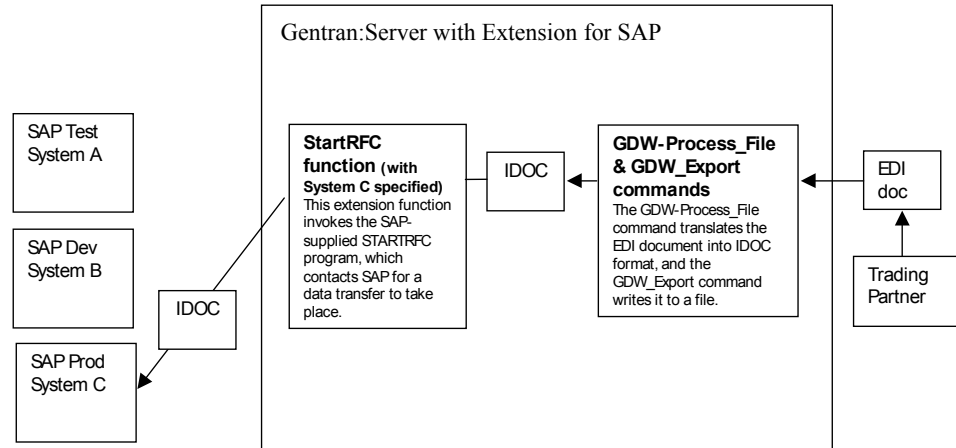 Gentran:Server with Extension for SAP
SAP Test
System A
SAP Dev
System B
SAP Prod
System C
IDOC
StartRFC
function (with
System C specified)
This extension function
invokes the SAP-
supplied STARTRFC
program, which
contacts SAP for a
data transfer to take
place.
IDOC
GDW-Process_File
& GDW_Export
commands
The GDW-Process_File
command translates the
EDI document into IDOC
format, and the
GDW_Export command
writes it to a file.
EDI
doc
Trading
Partner